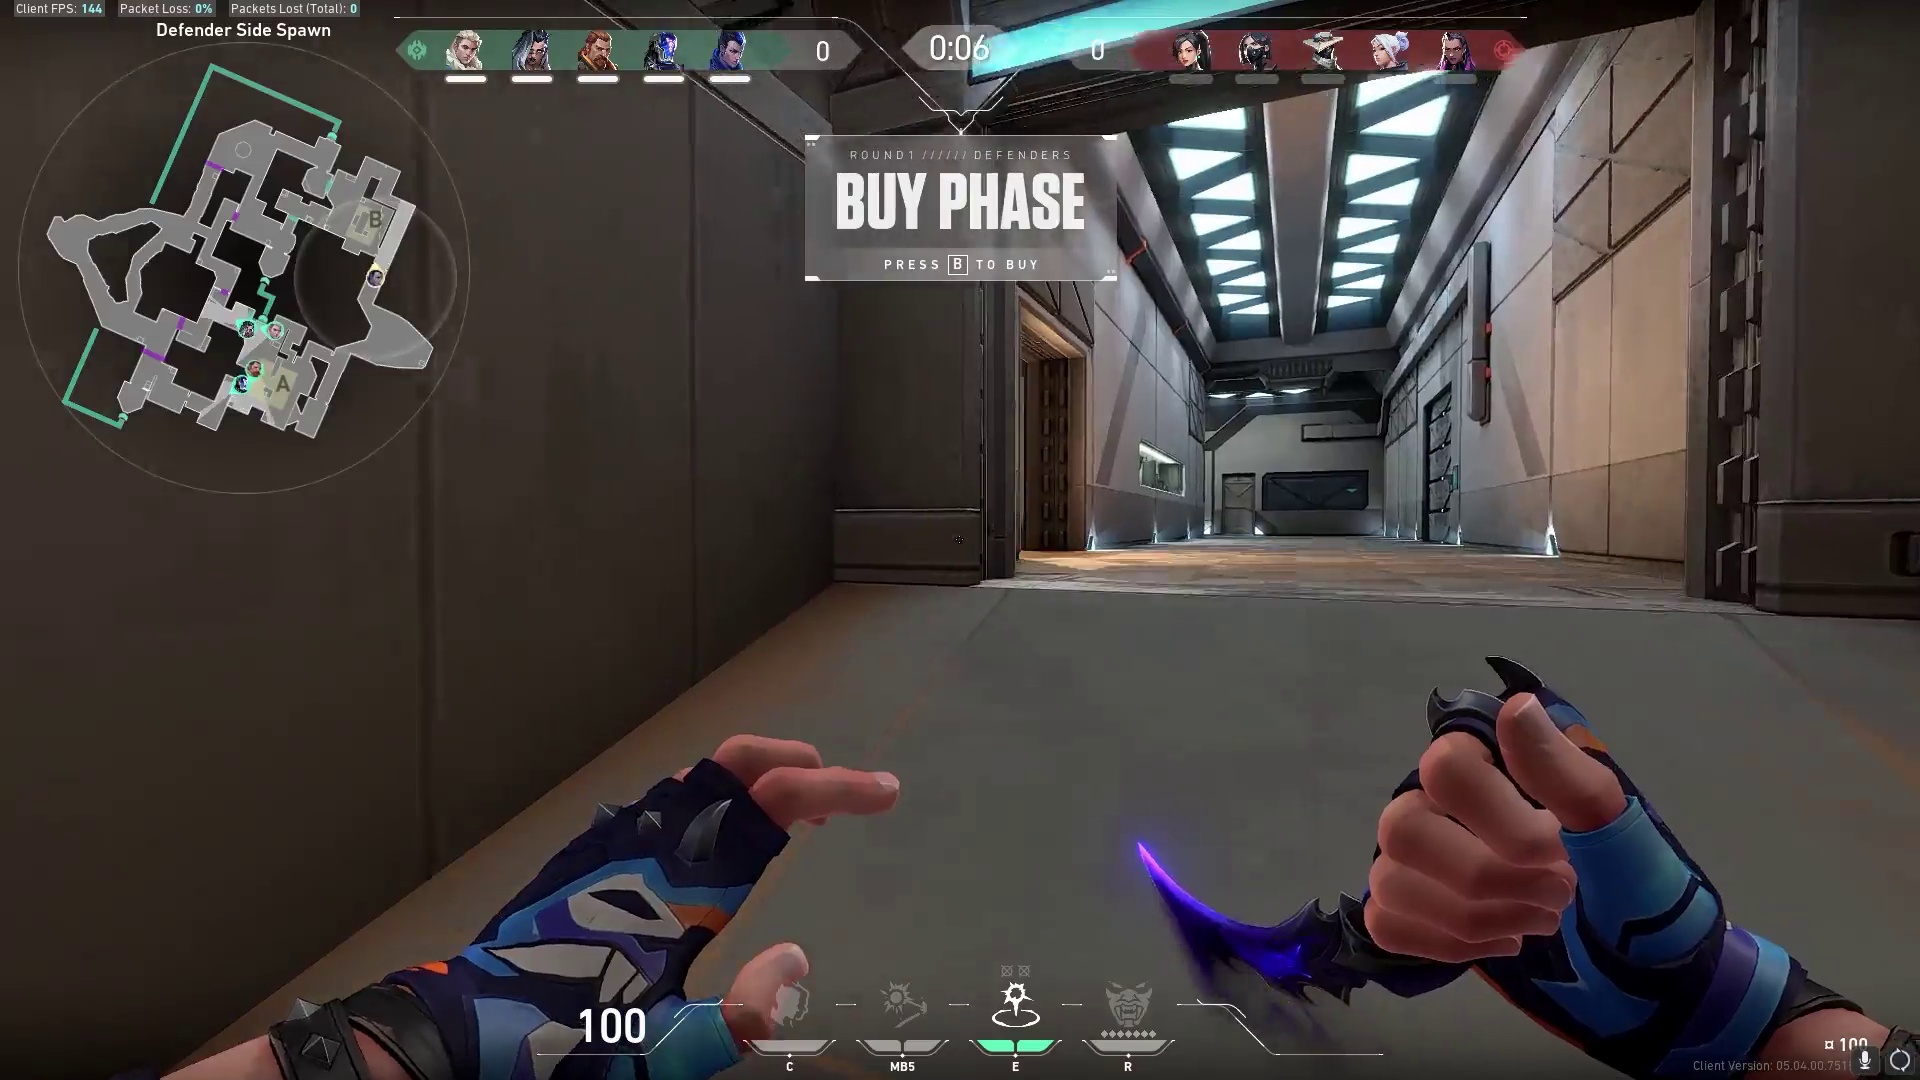 Client FPS: 144 Packet Loss: 0% Packets Lost (Total): 0
Defender Side Spawn
0 0:06 0
ROUND 1 ////// DEFENDERS
BUY PHASE
PRESS B TO BUY
B
A
100
C MB5 E R
¤ 100
Client Version: 05.04.00.751